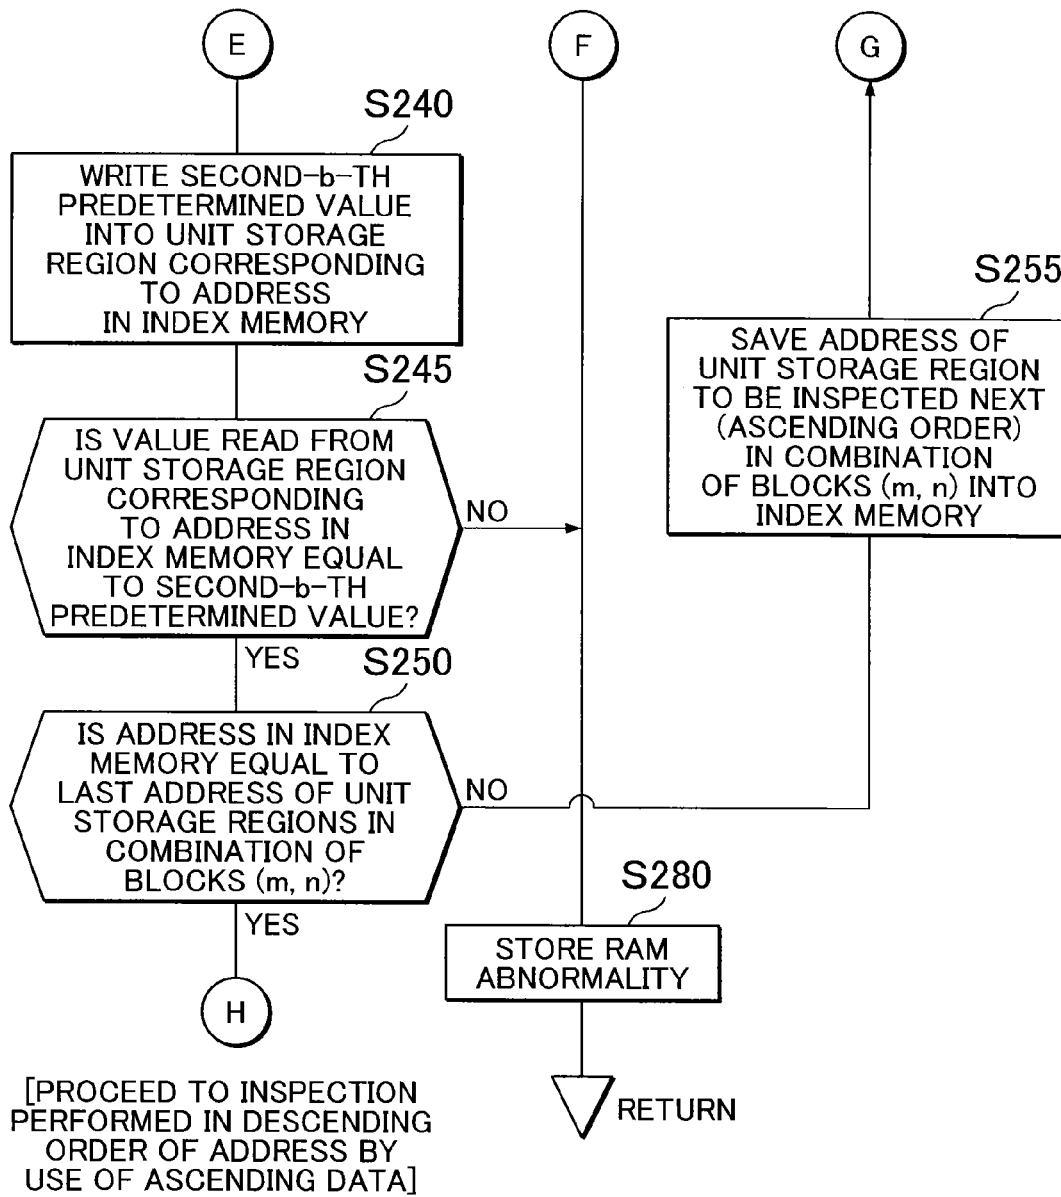 E
F
G
S240
WRITE SECOND-b-TH
PREDETERMINED VALUE
INTO UNIT STORAGE
REGION CORRESPONDING
TO ADDRESS
IN INDEX MEMORY
S255
SAVE ADDRESS OF
UNIT STORAGE REGION
TO BE INSPECTED NEXT
(ASCENDING ORDER)
IN COMBINATION
OF BLOCKS (m, n) INTO
INDEX MEMORY
S245
IS VALUE READ FROM
UNIT STORAGE REGION
CORRESPONDING
TO ADDRESS IN
INDEX MEMORY EQUAL
TO SECOND-b-TH
PREDETERMINED VALUE?
NO
YES
S250
IS ADDRESS IN INDEX
MEMORY EQUAL TO
LAST ADDRESS OF UNIT
STORAGE REGIONS IN
COMBINATION OF
BLOCKS (m, n)?
NO
YES
S280
STORE RAM
ABNORMALITY
H
RETURN
[PROCEED TO INSPECTION
PERFORMED IN DESCENDING
ORDER OF ADDRESS BY
USE OF ASCENDING DATA]